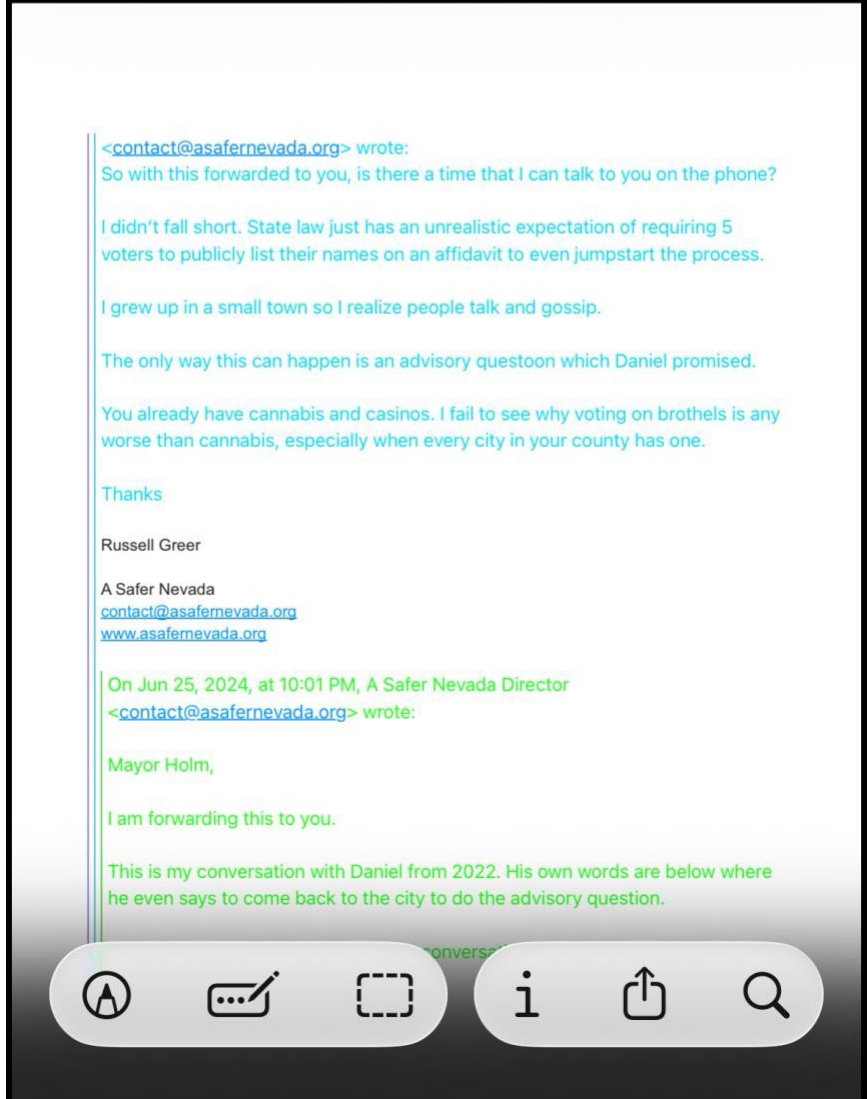 <contact@asafernevada.org> wrote:
So with this forwarded to you, is there a time that I can talk to you on the phone?
I didn’t fall short. State law just has an unrealistic expectation of requiring 5
voters to publicly list their names on an affidavit to even jumpstart the process.
I grew up in a small town so I realize people talk and gossip.
The only way this can happen is an advisory questoon which Daniel promised.
You already have cannabis and casinos. I fail to see why voting on brothels is any
worse than cannabis, especially when every city in your county has one.
Thanks
Russell Greer
A Safer Nevada
contact@asafernevada.org
www.asafernevada.org
On Jun 25, 2024, at 10:01 PM, A Safer Nevada Director
<contact@asafernevada.org> wrote:
Mayor Holm,
I am forwarding this to you.
This is my conversation with Daniel from 2022. His own words are below where
he even says to come back to the city to do the advisory question.